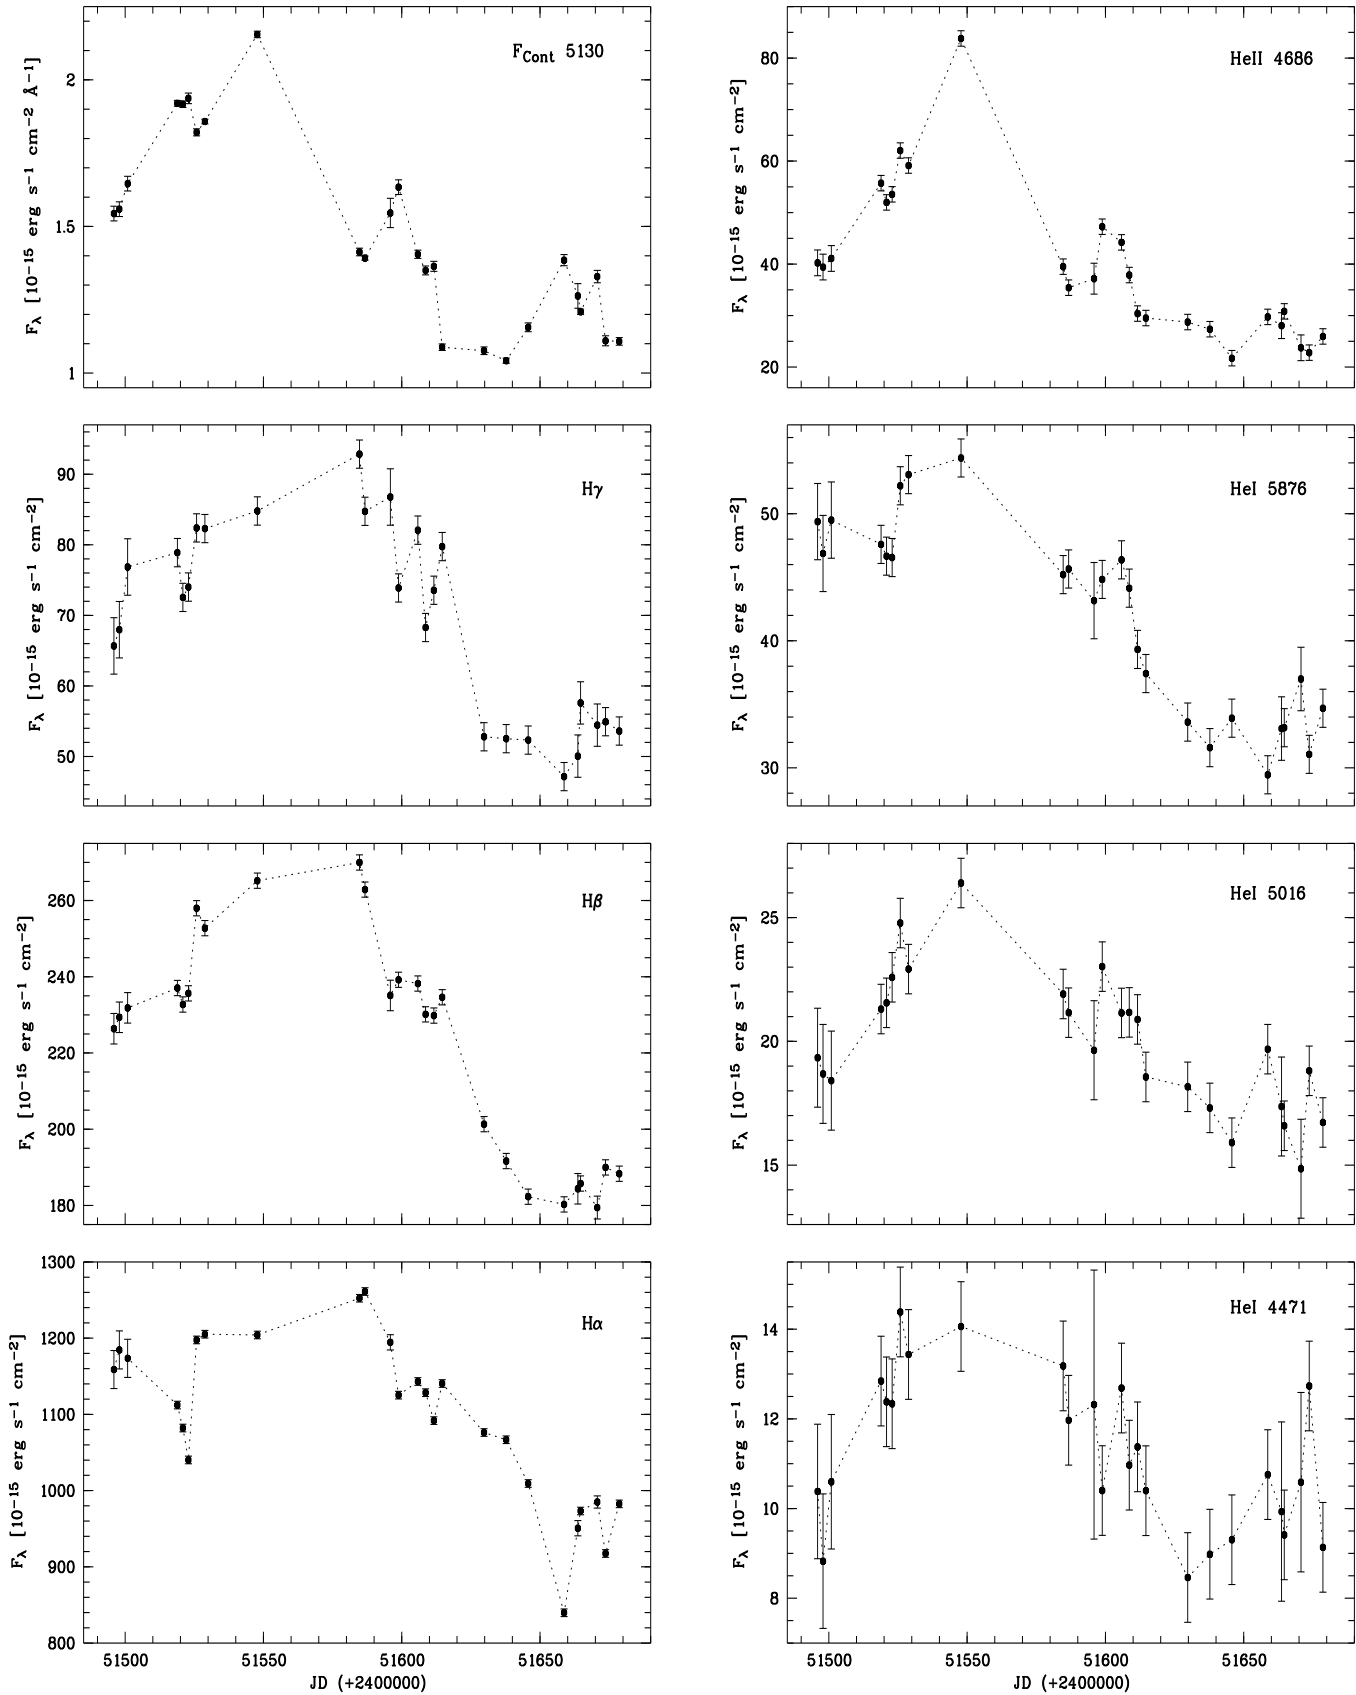 F_Cont 5130
2
1.5
1
F_λ [10^−15 erg s^−1 cm^−2 Å^−1]
HeII 4686
80
60
40
20
F_λ [10^−15 erg s^−1 cm^−2]
Hγ
90
80
70
60
50
F_λ [10^−15 erg s^−1 cm^−2]
HeI 5876
50
40
30
F_λ [10^−15 erg s^−1 cm^−2]
Hβ
260
240
220
200
180
F_λ [10^−15 erg s^−1 cm^−2]
HeI 5016
25
20
15
F_λ [10^−15 erg s^−1 cm^−2]
Hα
1300
1200
1100
1000
900
800
F_λ [10^−15 erg s^−1 cm^−2]
51500 51550 51600 51650
JD (+2400000)
HeI 4471
14
12
10
8
F_λ [10^−15 erg s^−1 cm^−2]
51500 51550 51600 51650
JD (+2400000)